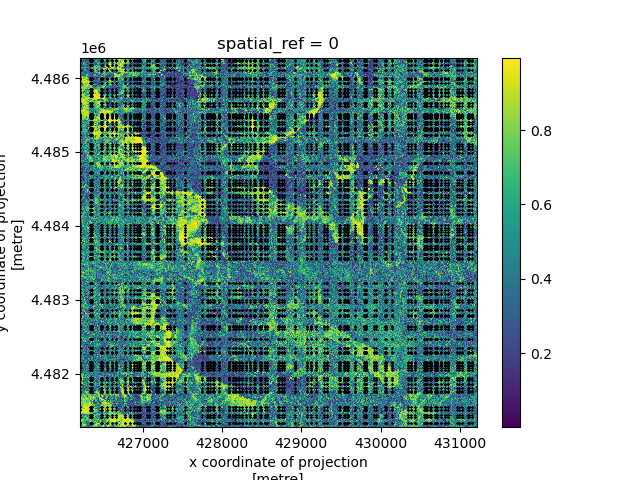 spatial_ref = 0
1e6
4.486
4.485
4.484
4.483
4.482
y coordinate of projection
[metre]
427000 428000 429000 430000 431000
x coordinate of projection
[metre]
0.8
0.6
0.4
0.2